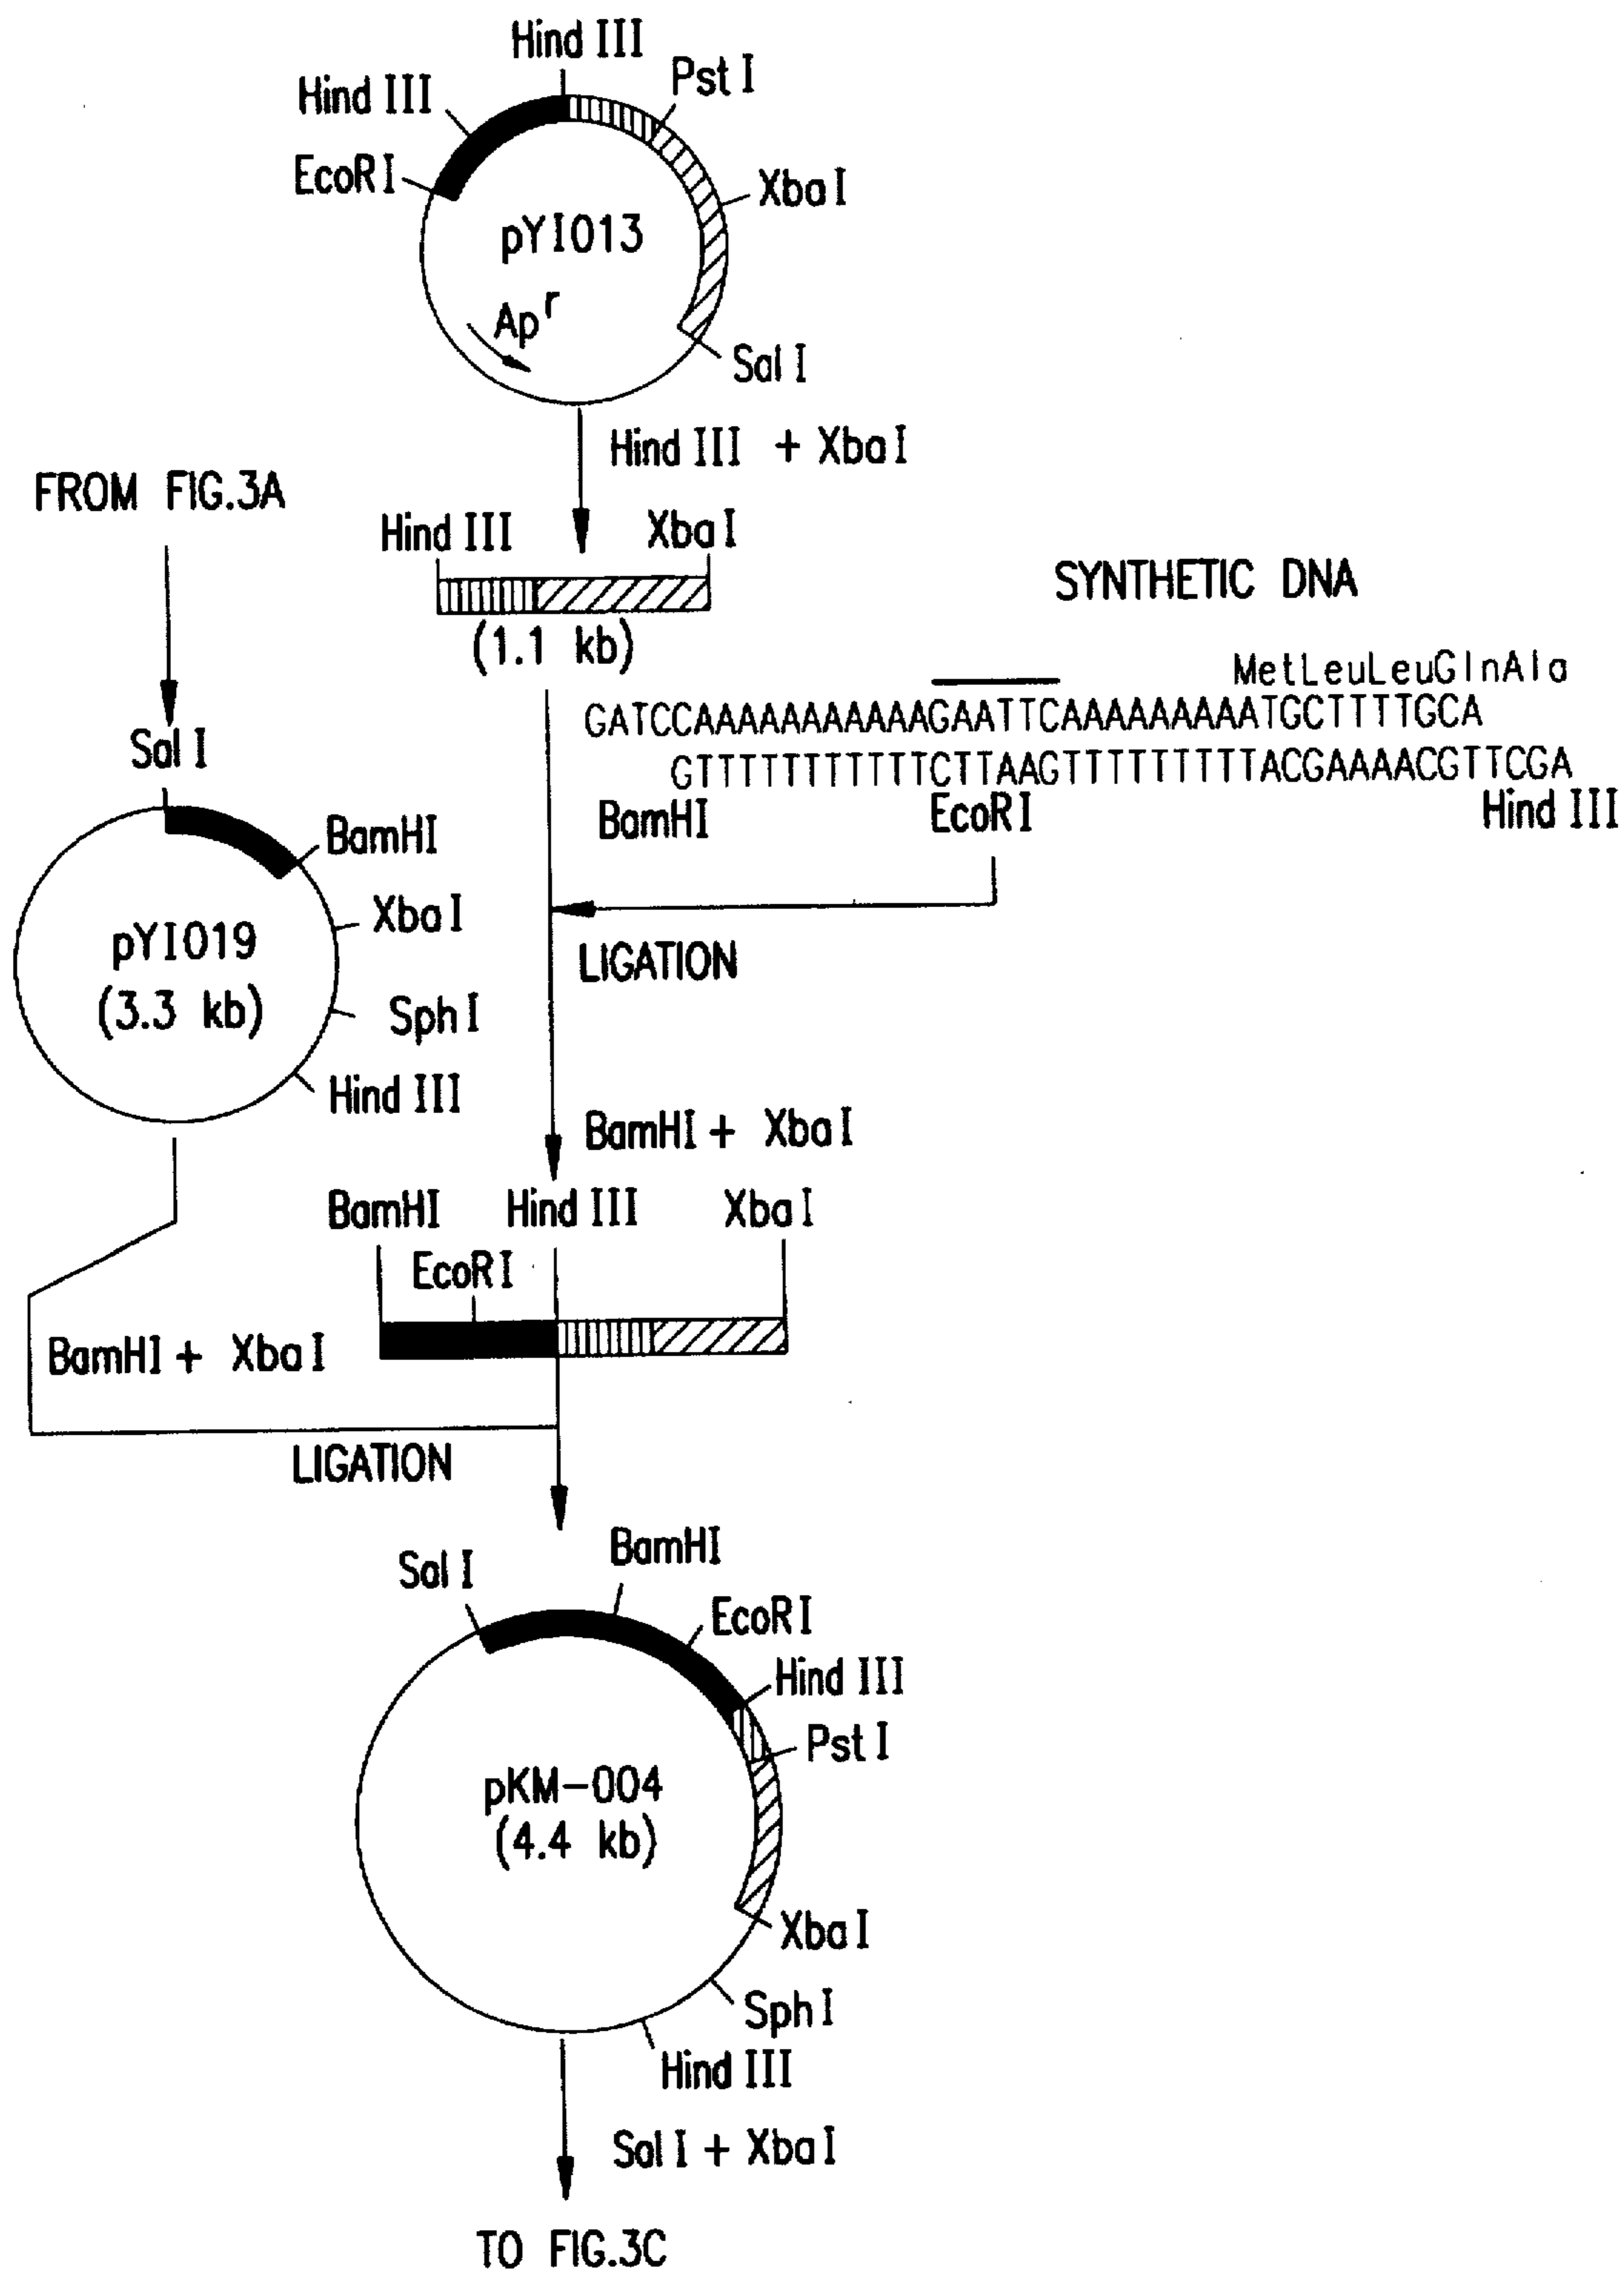 Hind III
Hind III
Pst I
EcoR I
Xba I
pYI013
Ap r
Sal I
Hind III + Xba I
FROM FIG.3A
Hind III
Xba I
SYNTHETIC DNA
(1.1 kb)
MetLeuLeuGlnAla
GATCCAAAAAAAAAAAGAATTCAAAAAAAAATGCTTTTGCA
GTTTTTTTTTTTCTTAAGTTTTTTTTTACGAAAACGTTCGA
Sal I
BamHI
EcoRI
Hind III
BamHI
Xba I
pYI019
LIGATION
(3.3 kb)
Sph I
Hind III
BamHI + Xba I
BamHI
Hind III
Xba I
EcoR I
BamHI + Xba I
LIGATION
BamHI
Sal I
EcoR I
Hind III
Pst I
pKM-004
(4.4 kb)
Xba I
Sph I
Hind III
Sal I + Xba I
TO FIG.3C